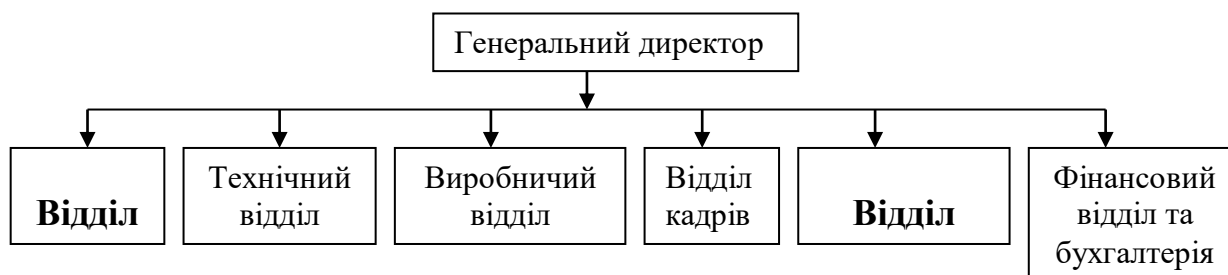 Генеральний директор
Відділ
Технічний
відділ
Виробничий
відділ
Відділ
кадрів
Відділ
Фінансовий
відділ та
бухгалтерія